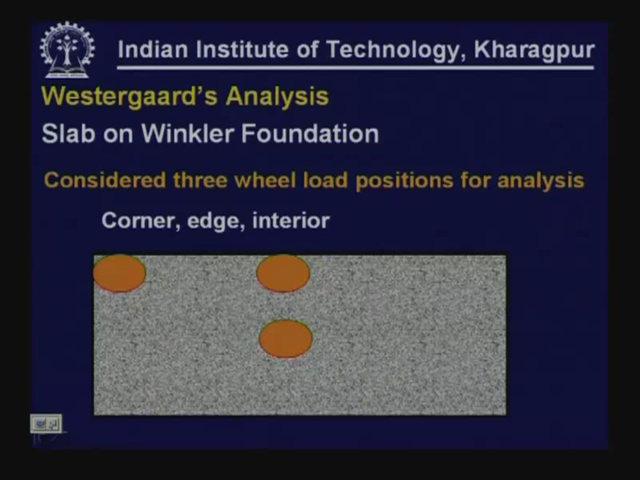 Indian Institute of Technology, Kharagpur
Westergaard's Analysis
Slab on Winkler Foundation
Considered three wheel load positions for analysis
Corner, edge, interior